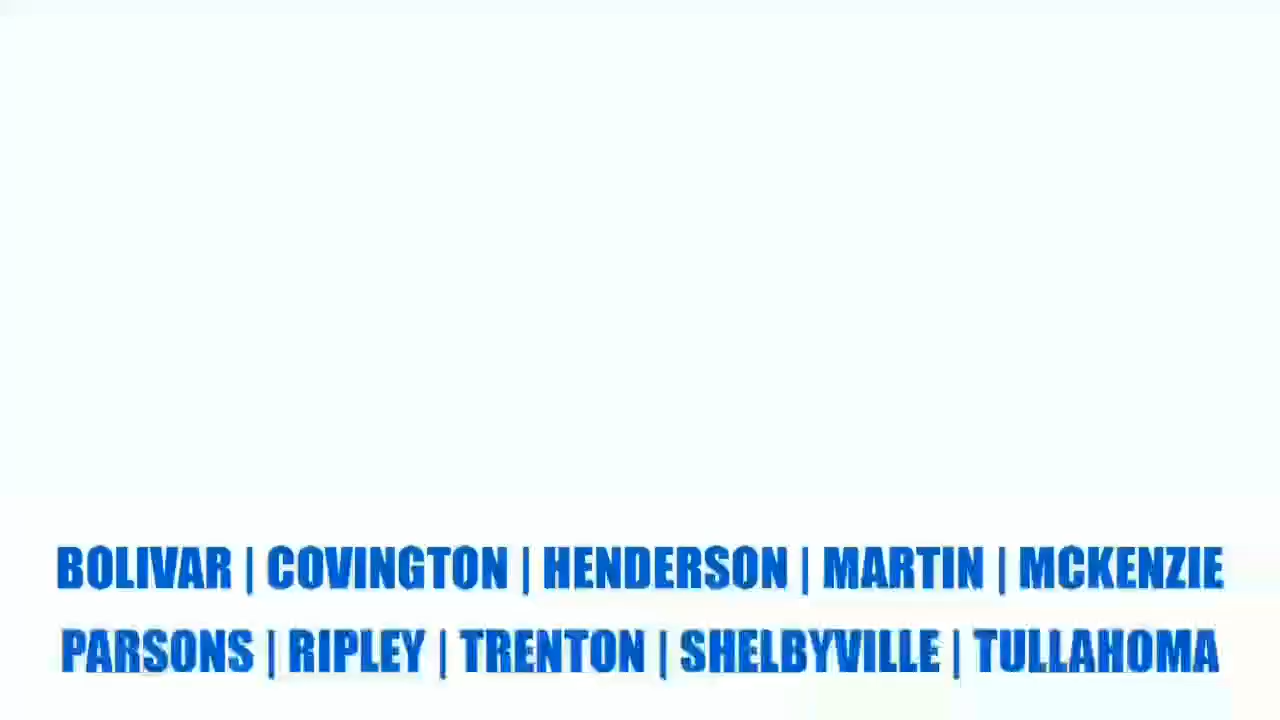 BOLIVAR | COVINGTON | HENDERSON | MARTIN | MCKENZIE
PARSONS | RIPLEY | TRENTON | SHELBYVILLE | TULLAHOMA